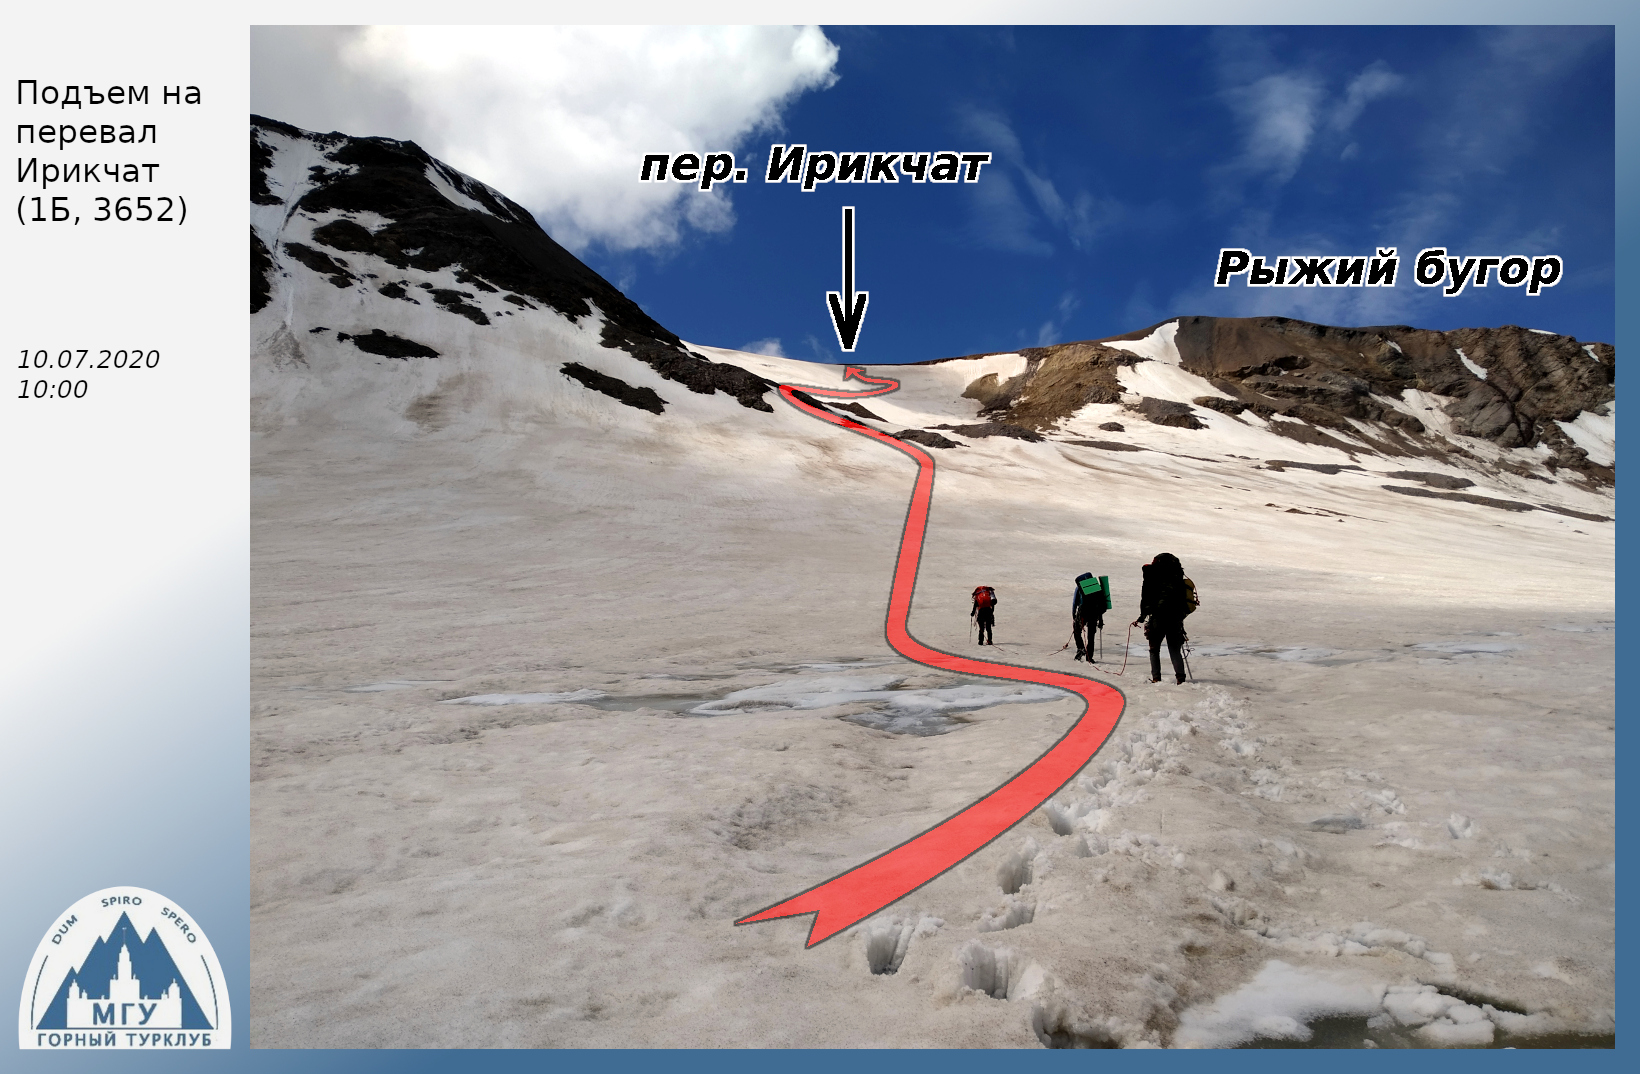 Подъем на
перевал
Ирикчат
(1Б, 3652)
10.07.2020
10:00
пер. Ирикчат
Рыжий бугор
DUM SPIRO SPERO
МГУ
ГОРНЫЙ ТУРКЛУБ